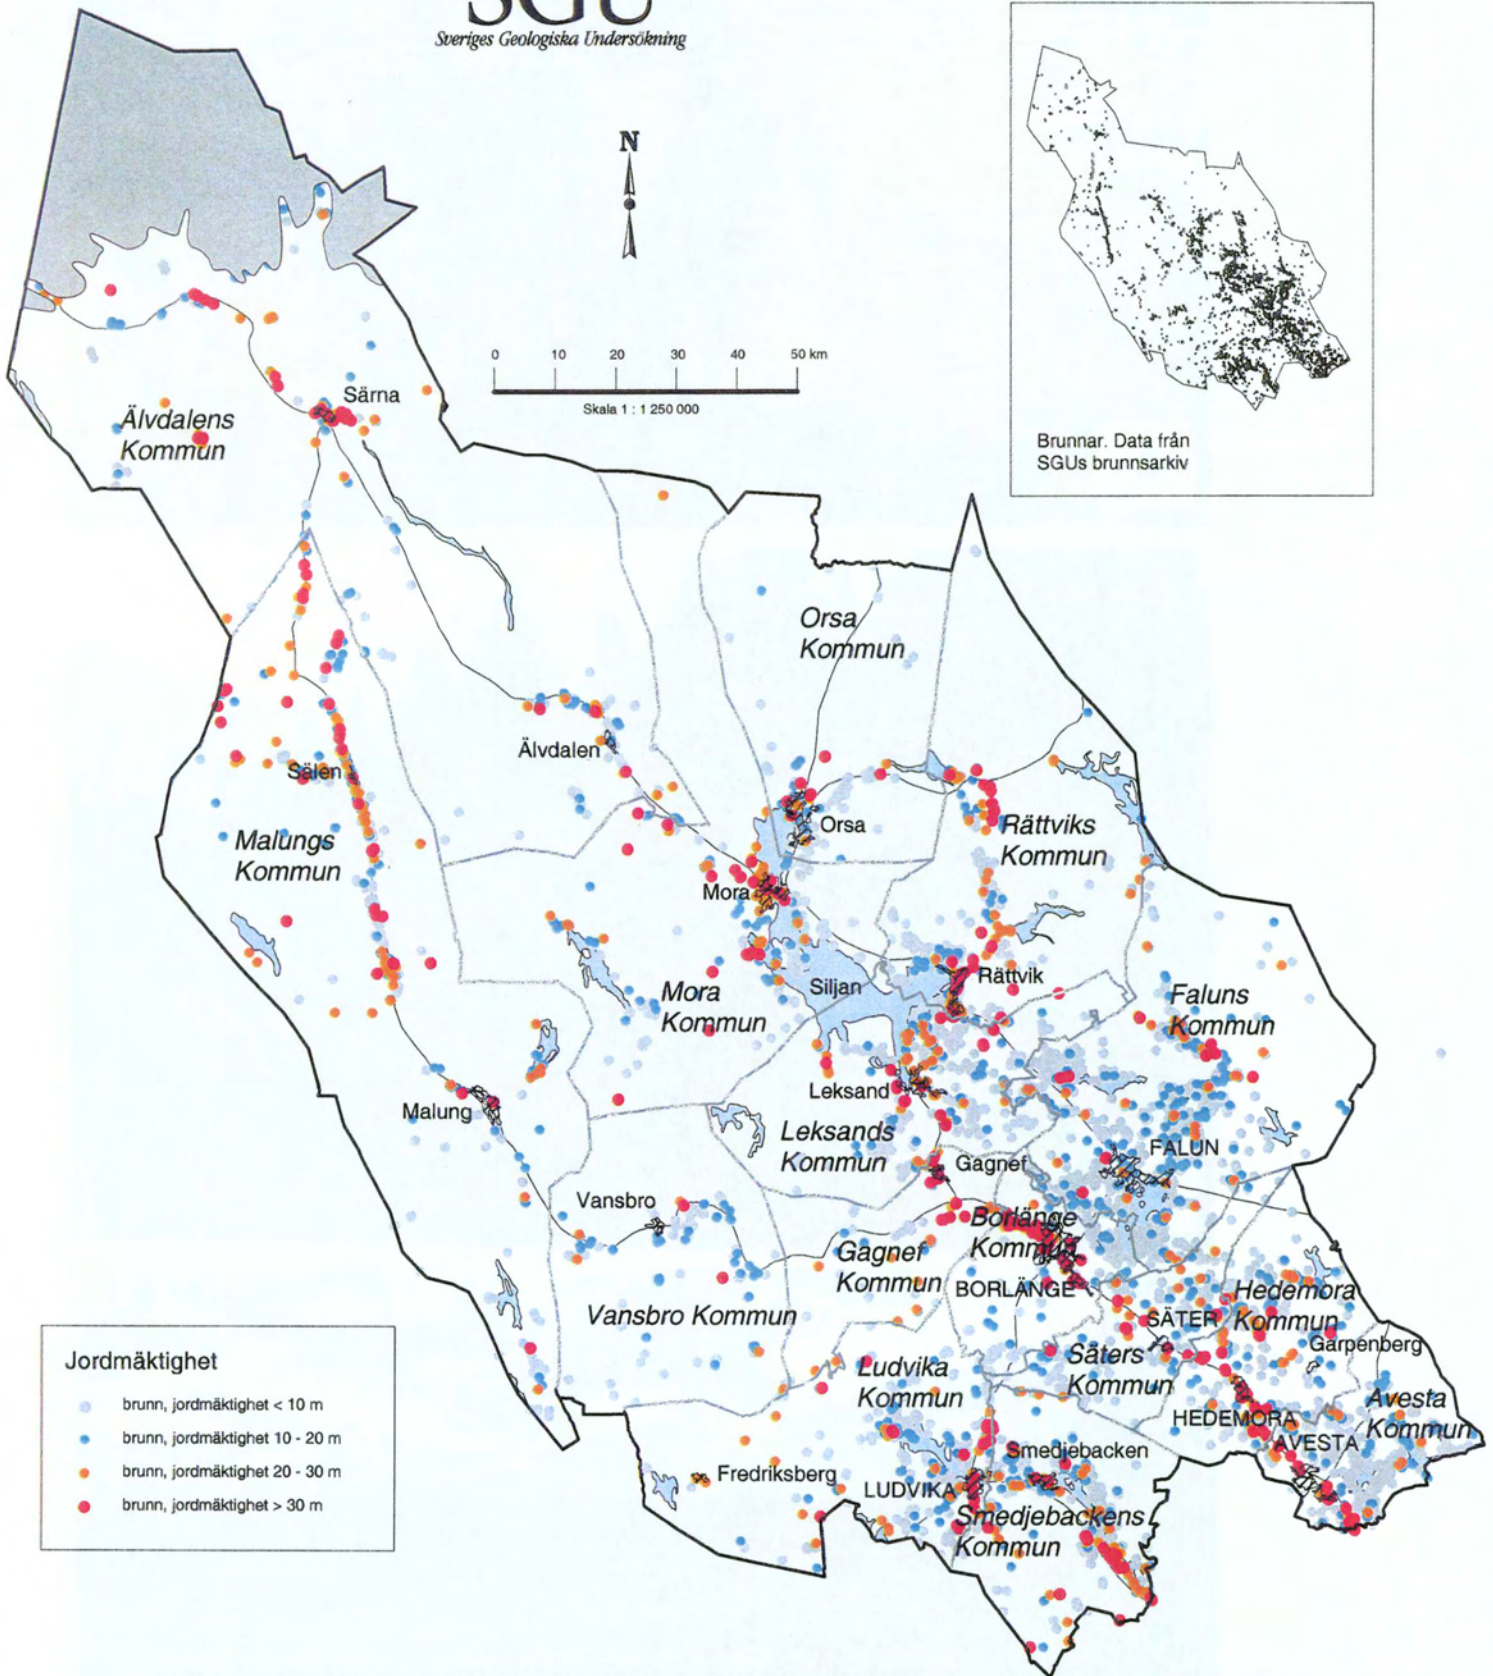 SGU
Sveriges Geologiska Undersökning
N
0 10 20 30 40 50 km
Skala 1 : 1 250 000
Brunnar. Data från
SGUs brunnsarkiv
Särna
Älvdalens
Kommun
Orsa
Kommun
Älvdalen
Sälen
Orsa
Rättviks
Kommun
Malungs
Kommun
Mora
Siljan
Rättvik
Mora
Kommun
Faluns
Kommun
Leksand
Malung
Leksands
Kommun
FALUN
Gagnef
Vansbro
Borlänge
Kommun
Gagnef
Kommun
BORLÄNGE
Hedemora
Kommun
Vansbro Kommun
SÄTER
Garpenberg
Säters
Kommun
Ludvika
Kommun
Avesta
Kommun
HEDEMORA
AVESTA
Smedjebacken
Fredriksberg
LUDVIKA
Smedjebackens
Kommun
Jordmäktighet
brunn, jordmäktighet < 10 m
brunn, jordmäktighet 10 - 20 m
brunn, jordmäktighet 20 - 30 m
brunn, jordmäktighet > 30 m